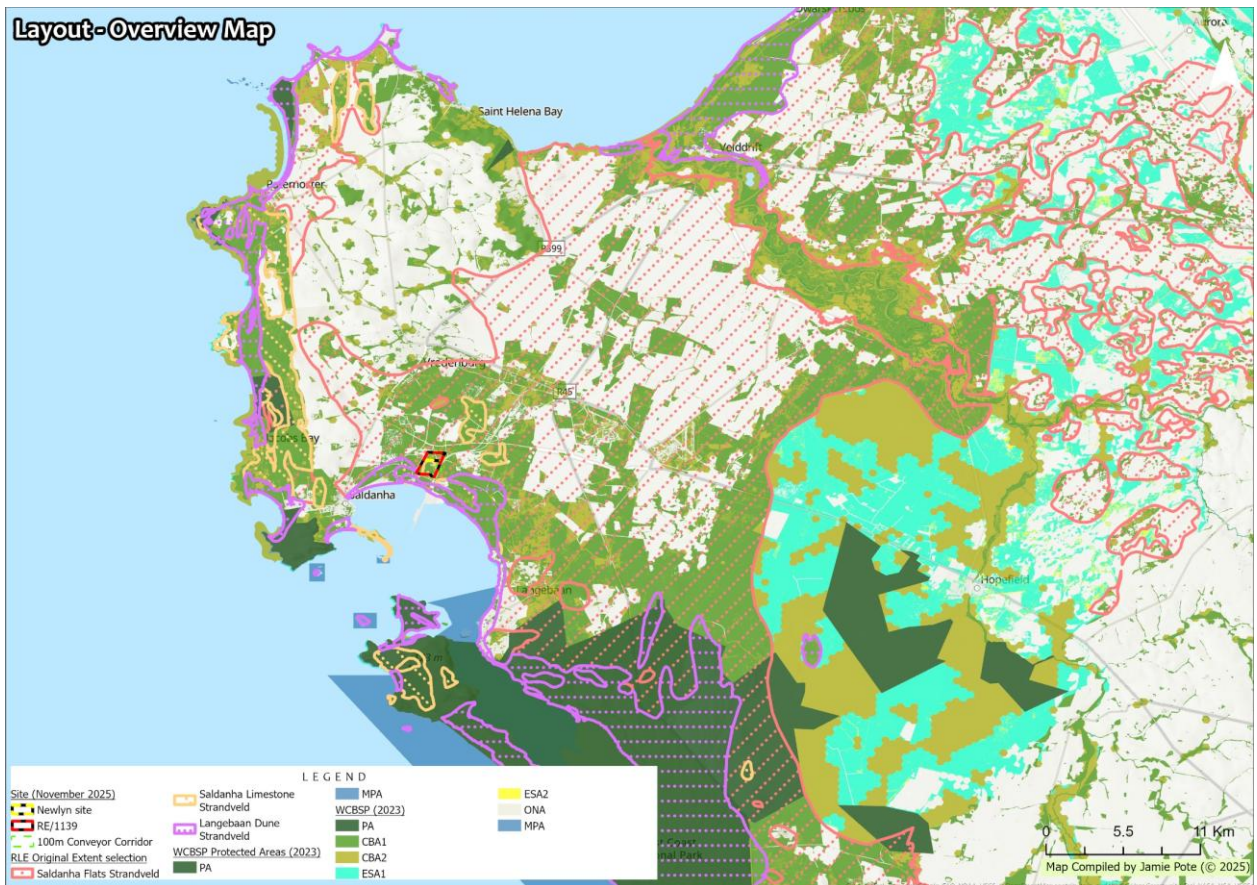 Layout - Overview Map
Aurora
Saint Helena Bay
Velddrift
Paternoster
R399
Vredenburg
R45
Saldanha
Langebaan
Hopefield
LEGEND
Site (November 2025)
Newlyn site
RE/1139
100m Conveyor Corridor
RLE Original Extent selection
Saldanha Flats Strandveld
Saldanha Limestone
Strandveld
Langebaan Dune
Strandveld
WCBSP Protected Areas (2023)
PA
MPA
WCBSP (2023)
PA
CBA1
CBA2
ESA1
ESA2
ONA
MPA
0 5.5 11 Km
Map Compiled by Jamie Pote (© 2025)